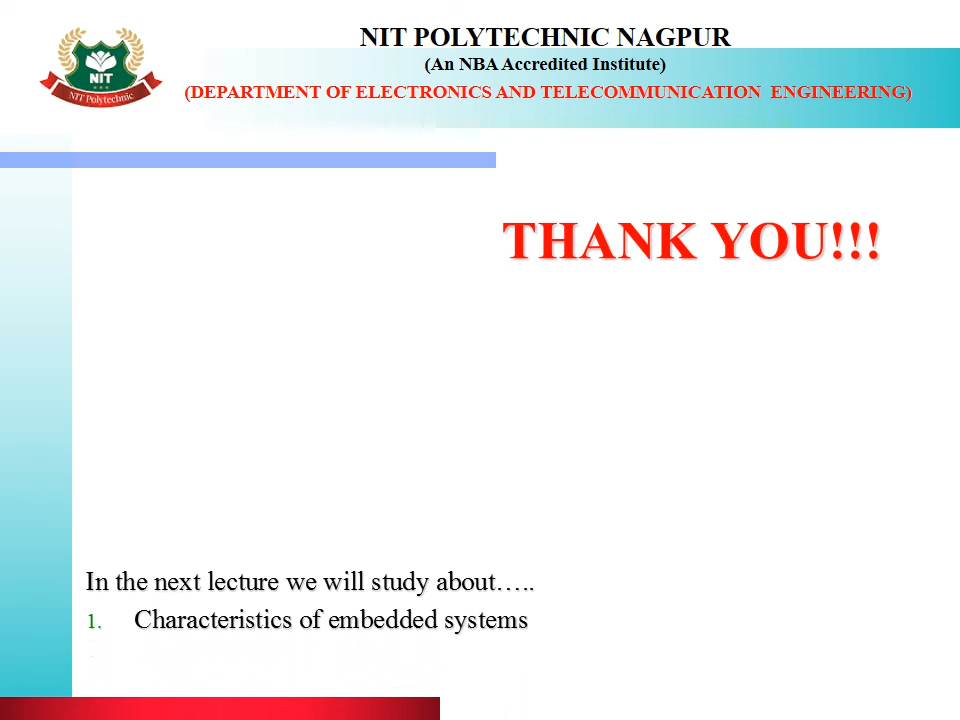 NIT POLYTECHNIC NAGPUR
(An NBA Accredited Institute)
(DEPARTMENT OF ELECTRONICS AND TELECOMMUNICATION ENGINEERING)
NIT
NIT Polytechnic
THANK YOU!!!
In the next lecture we will study about…..
1. Characteristics of embedded systems